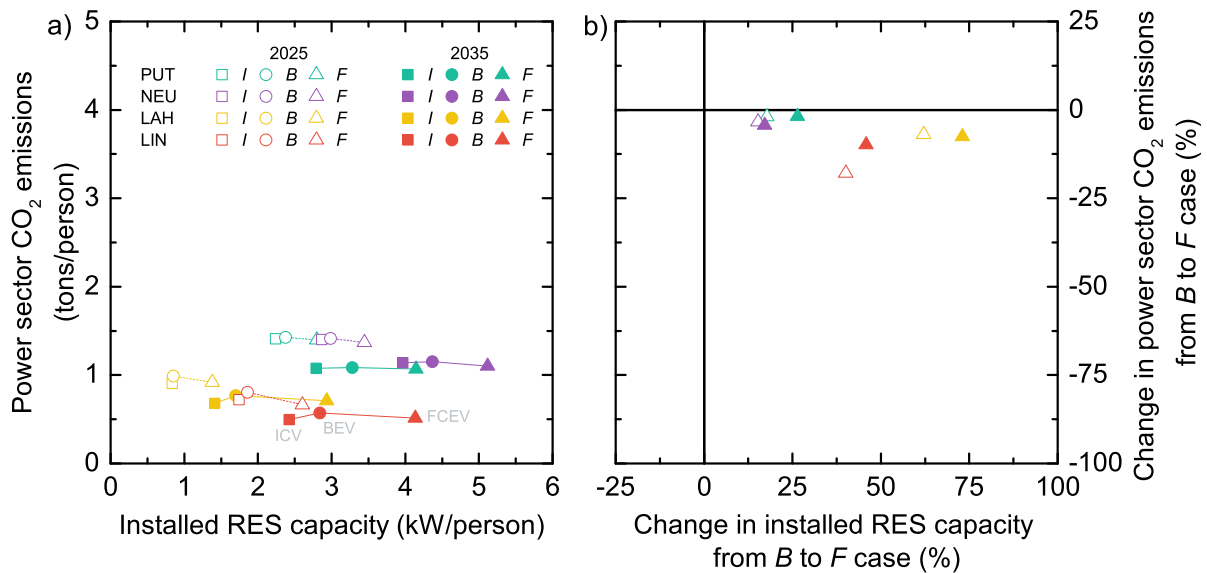 a)
2025 2035
PUT I B F I B F
NEU I B F I B F
LAH I B F I B F
LIN I B F I B F
ICV BEV FCEV
5
4
3
2
1
0
0 1 2 3 4 5 6
Power sector CO2 emissions
(tons/person)
Installed RES capacity (kW/person)
b)
25
0
-25
-50
-75
-100
-25 0 25 50 75 100
Change in installed RES capacity
from B to F case (%)
Change in power sector CO2 emissions
from B to F case (%)